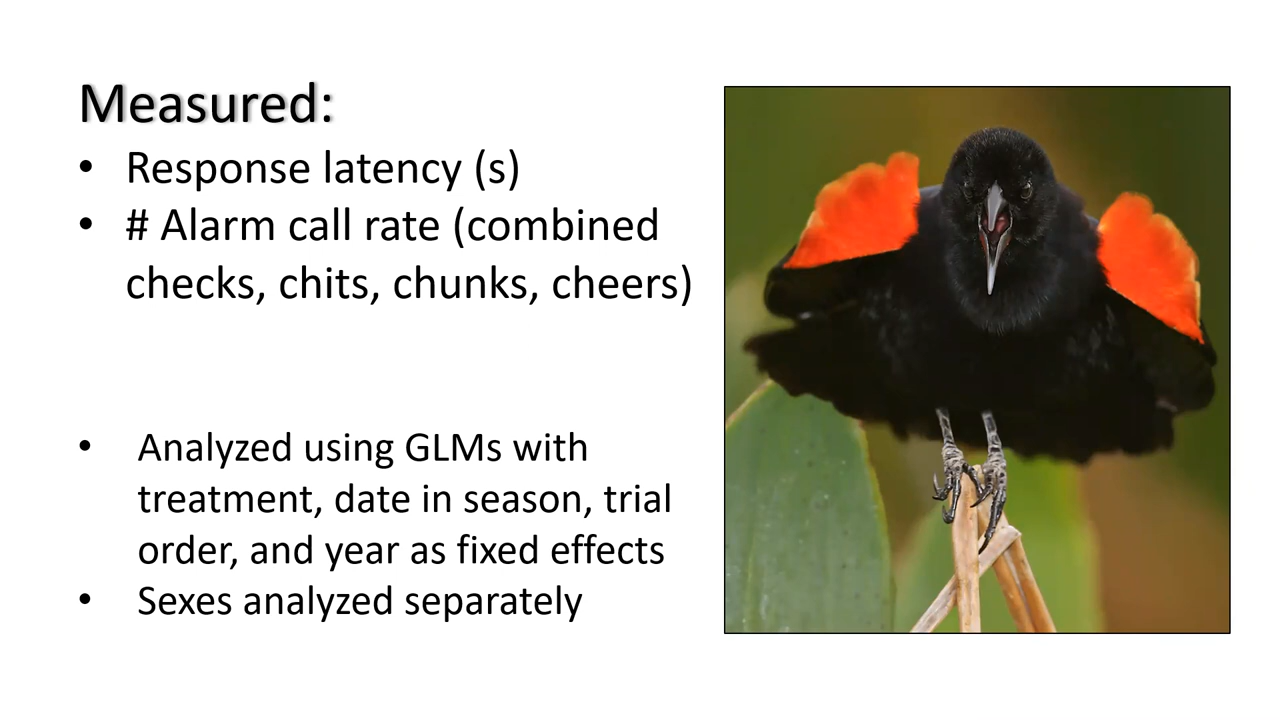 Measured:
• Response latency (s)
• # Alarm call rate (combined
checks, chits, chunks, cheers)
• Analyzed using GLMs with
treatment, date in season, trial
order, and year as fixed effects
• Sexes analyzed separately